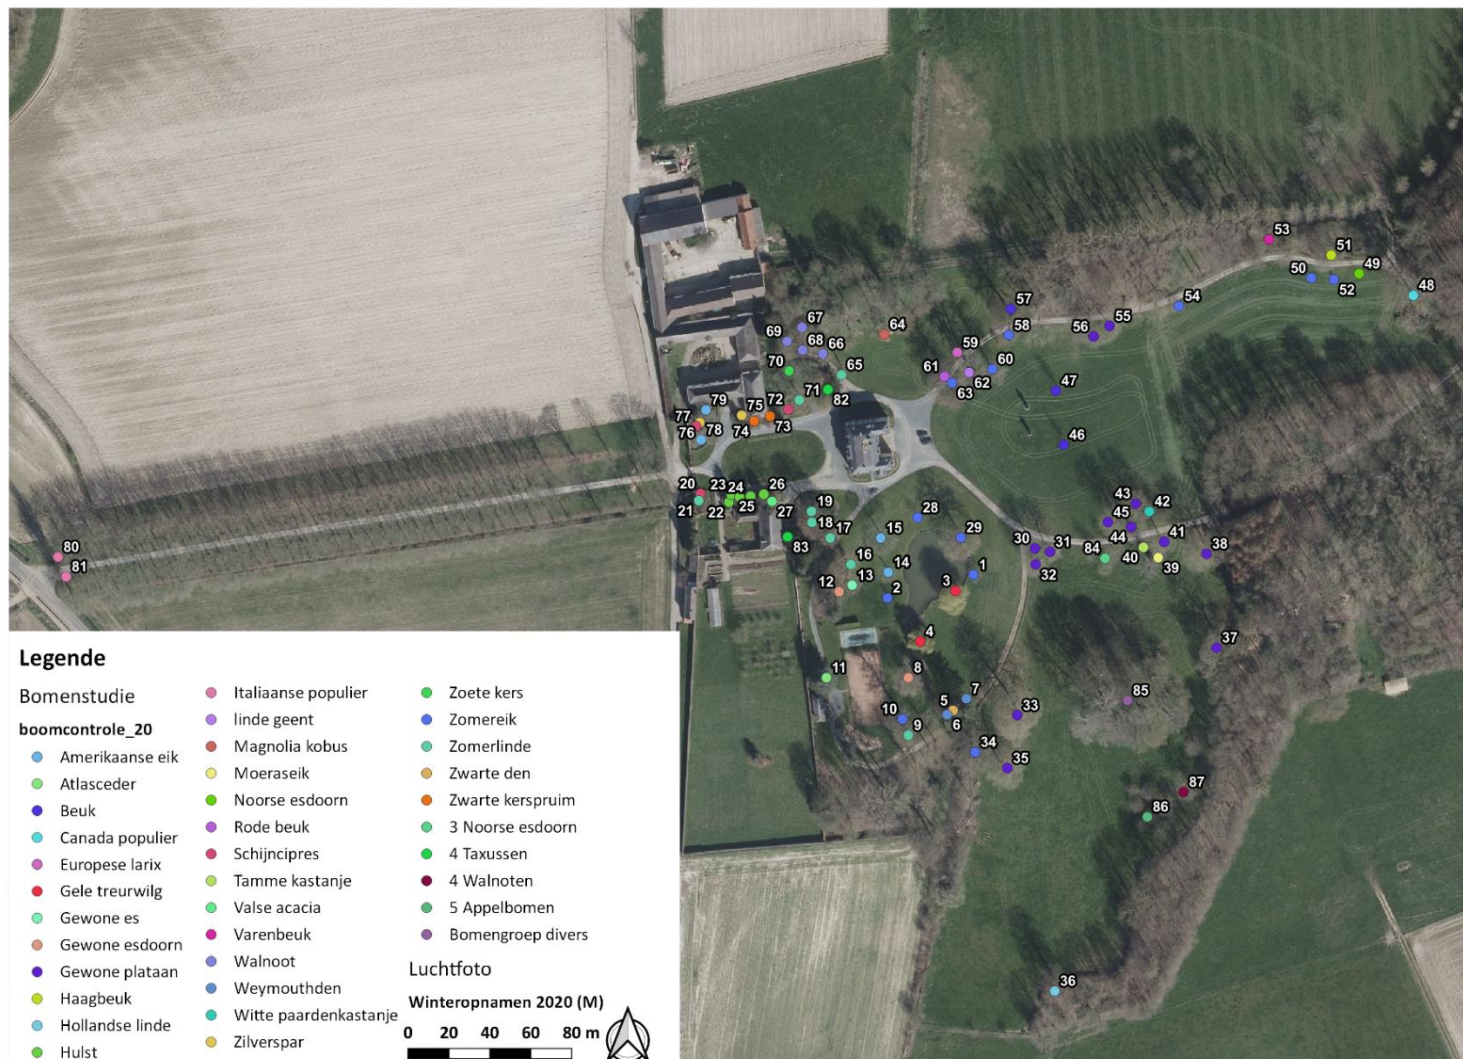 53
51
50
49
52
48
57
54
67
64
55
58
56
69
68
66
59
60
70
65
61
62
47
63
71
72
82
79
75
77
74
73
76
78
46
20
23
24
26
43
42
21
22
25
27
19
45
28
18
17
15
29
44
41
83
30
31
38
80
84
40
39
16
32
81
14
1
13
12
2
3
4
37
11
8
7
85
5
33
10
6
9
34
35
87
86
36
Legende
Bomenstudie
boomcontrole_20
Amerikaanse eik
Atlasceder
Beuk
Canada populier
Europese larix
Gele treurwilg
Gewone es
Gewone esdoorn
Gewone plataan
Haagbeuk
Hollandse linde
Hulst
Italiaanse populier
linde geent
Magnolia kobus
Moeraseik
Noorse esdoorn
Rode beuk
Schijncipres
Tamme kastanje
Valse acacia
Varenbeuk
Walnoot
Weymouthden
Witte paardenkastanje
Zilverspar
Zoete kers
Zomereik
Zomerlinde
Zwarte den
Zwarte kerspruim
3 Noorse esdoorn
4 Taxussen
4 Walnoten
5 Appelbomen
Bomengroep divers
Luchtfoto
Winteropnamen 2020 (M)
0 20 40 60 80 m